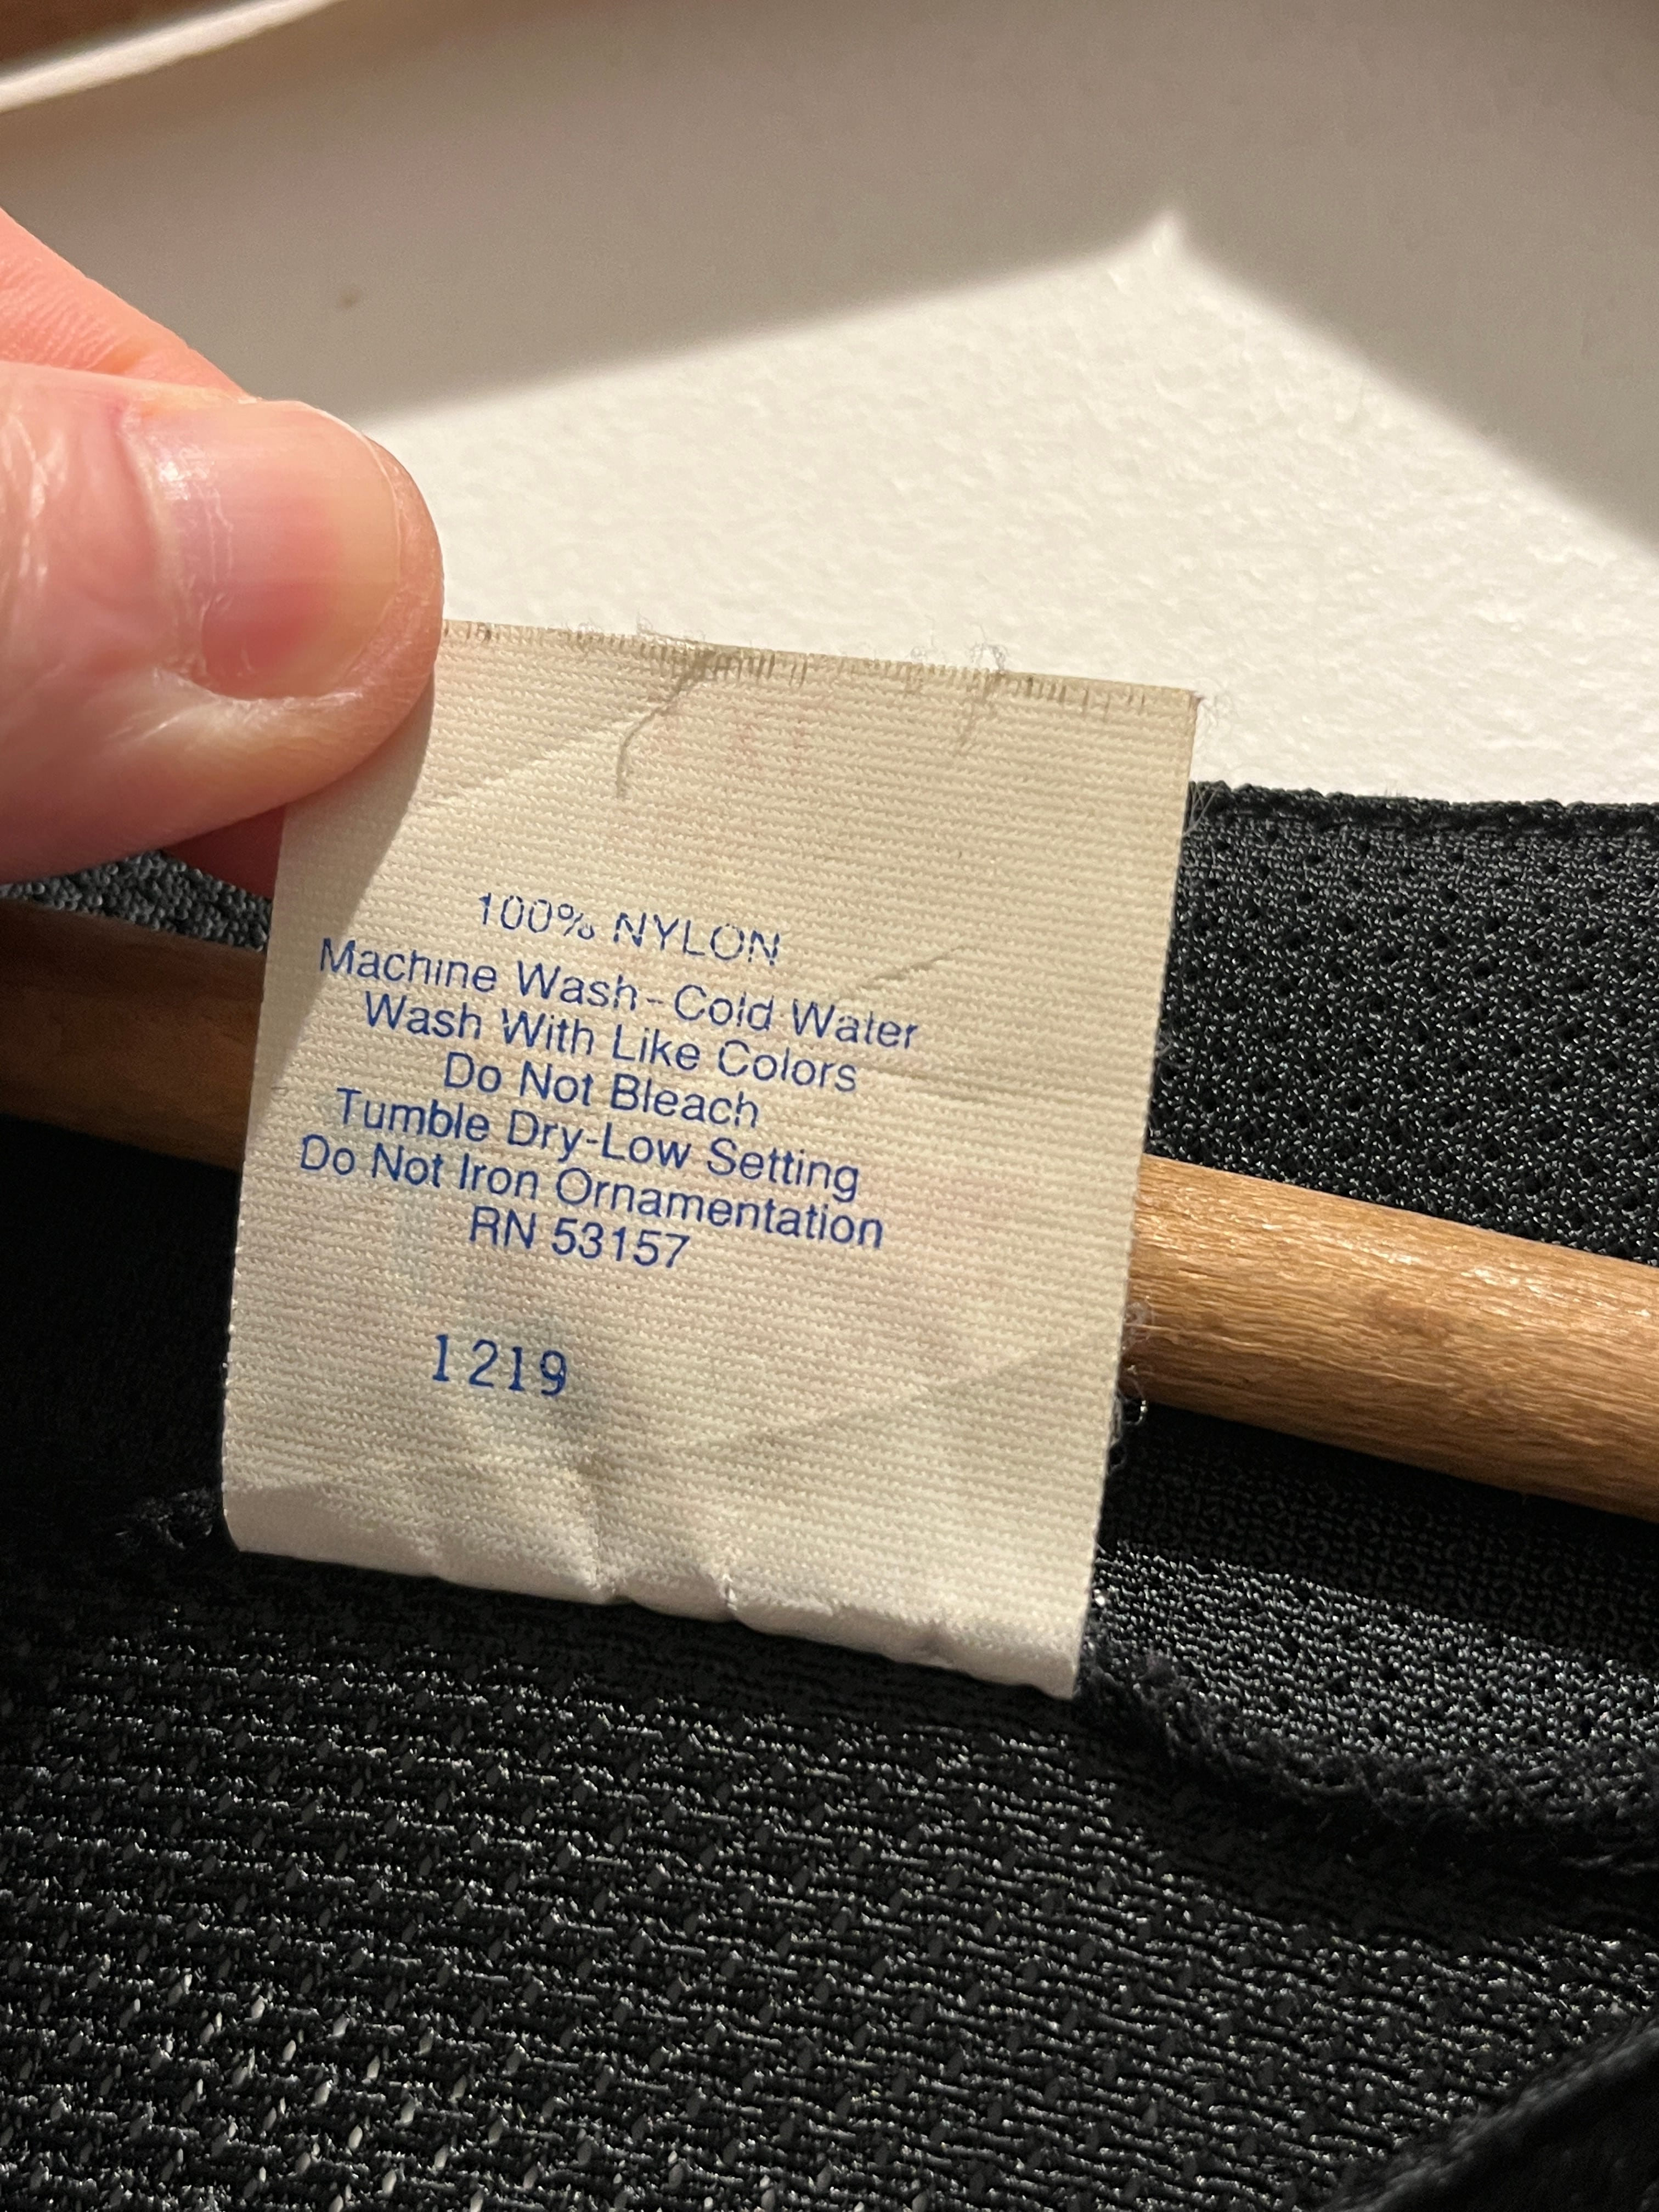 100% NYLON
Machine Wash-Cold Water
Wash With Like Colors
Do Not Bleach
Tumble Dry-Low Setting
Do Not Iron Ornamentation
RN 53157
1219